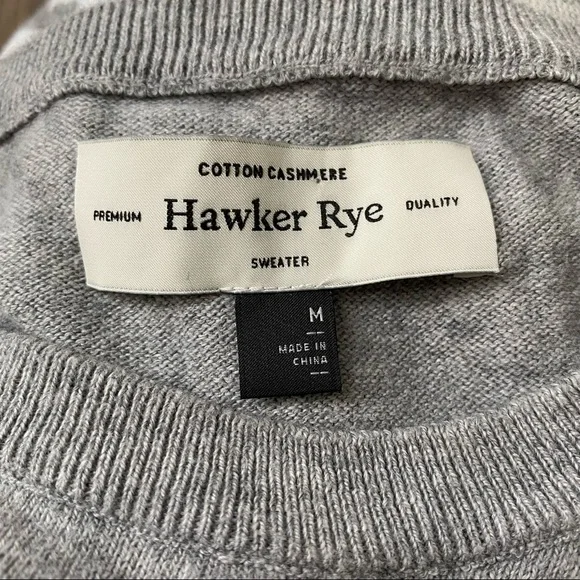 COTTON CASHMERE
PREMIUM Hawker Rye QUALITY
SWEATER
M
MADE IN
CHINA